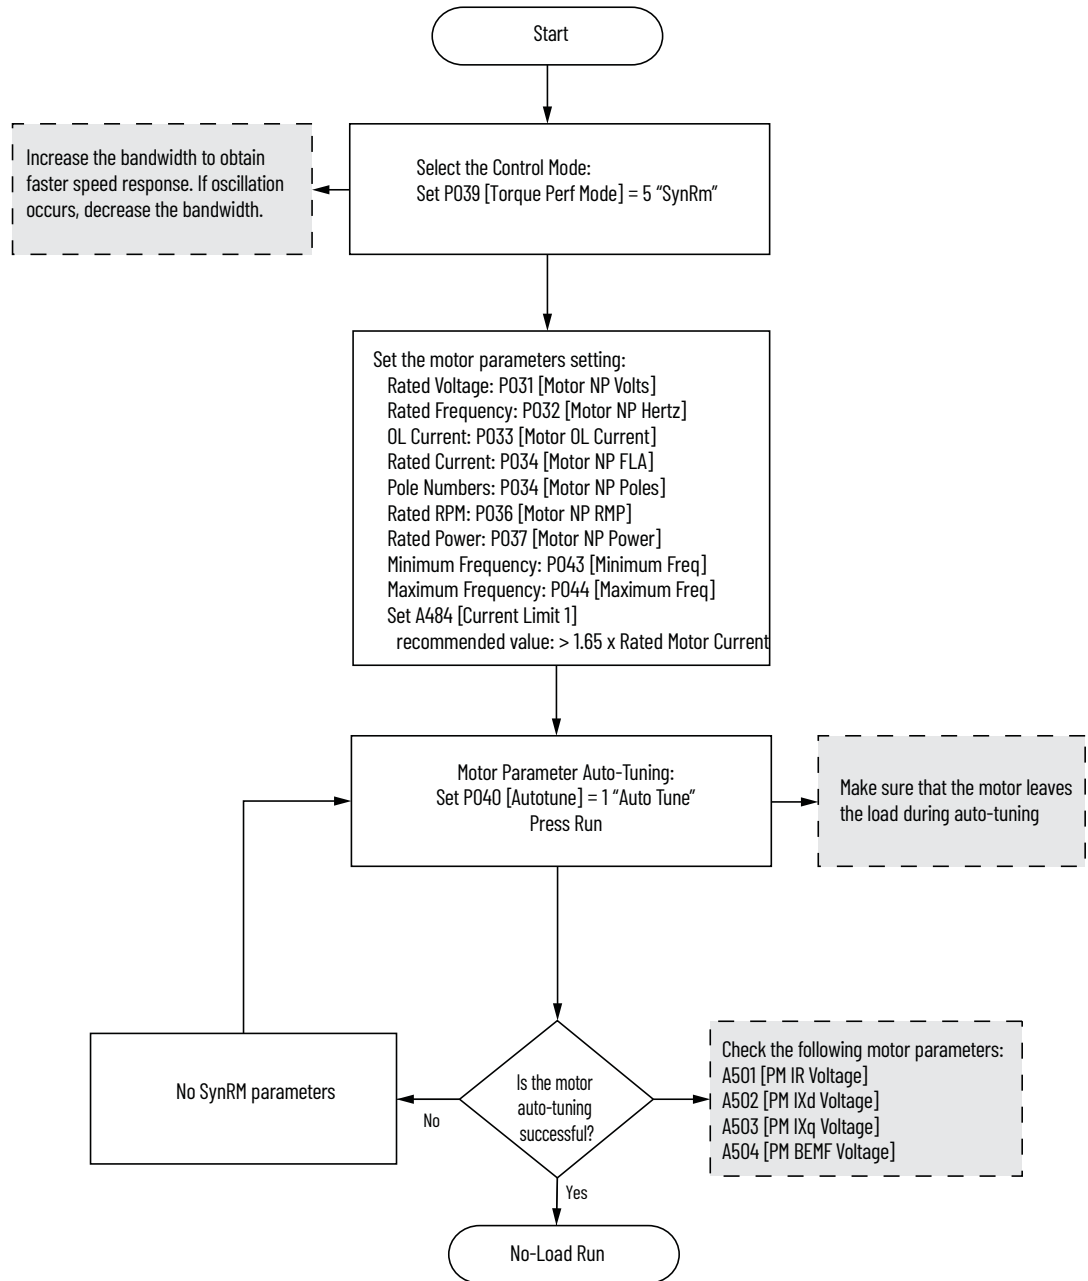 Start
Increase the bandwidth to obtain
faster speed response. If oscillation
occurs, decrease the bandwidth.
Select the Control Mode:
Set P039 [Torque Perf Mode] = 5 “SynRm”
Set the motor parameters setting:
Rated Voltage: P031 [Motor NP Volts]
Rated Frequency: P032 [Motor NP Hertz]
OL Current: P033 [Motor OL Current]
Rated Current: P034 [Motor NP FLA]
Pole Numbers: P034 [Motor NP Poles]
Rated RPM: P036 [Motor NP RMP]
Rated Power: P037 [Motor NP Power]
Minimum Frequency: P043 [Minimum Freq]
Maximum Frequency: P044 [Maximum Freq]
Set A484 [Current Limit 1]
recommended value: > 1.65 x Rated Motor Current
Motor Parameter Auto-Tuning:
Set P040 [Autotune] = 1 “Auto Tune”
Press Run
Make sure that the motor leaves
the load during auto-tuning
No SynRM parameters
No
Is the motor
auto-tuning
successful?
Check the following motor parameters:
A501 [PM IR Voltage]
A502 [PM IXd Voltage]
A503 [PM IXq Voltage]
A504 [PM BEMF Voltage]
Yes
No-Load Run